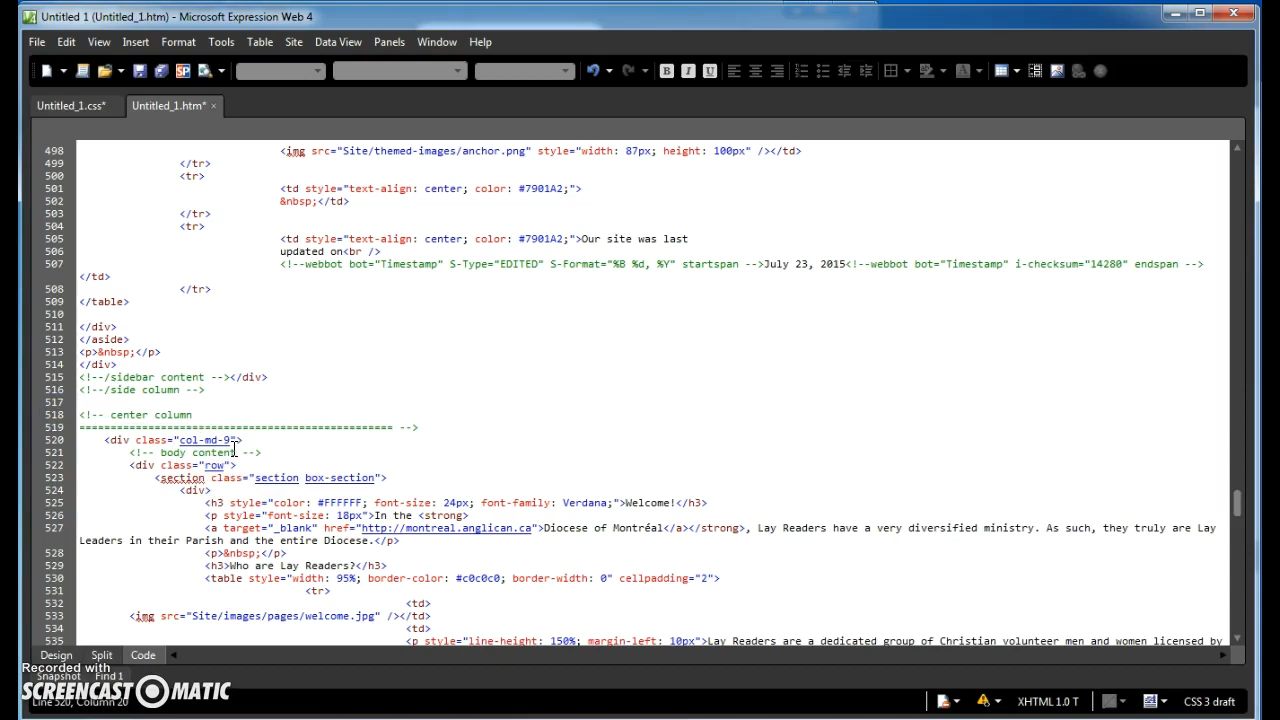 Untitled 1 (Untitled_1.htm) - Microsoft Expression Web 4
File Edit View Insert Format Tools Table Site Data View Panels Window Help
SP B I U
Untitled_1.css* Untitled_1.htm* ×
498 <img src="Site/themed-images/anchor.png" style="width: 87px; height: 100px" /></td>
499 </tr>
500 <tr>
501 <td style="text-align: center; color: #7901A2;">
502 &nbsp;</td>
503 </tr>
504 <tr>
505 <td style="text-align: center; color: #7901A2;">Our site was last
506 updated on<br />
507 <!--webbot bot="Timestamp" S-Type="EDITED" S-Format="%B %d, %Y" startspan -->July 23, 2015<!--webbot bot="Timestamp" i-checksum="14280" endspan -->
</td>
508 </tr>
509 </table>
510
511 </div>
512 </aside>
513 <p>&nbsp;</p>
514 </div>
515 <!--/sidebar content --></div>
516 <!--/side column -->
517
518 <!-- center column
519 ================================================== -->
520 <div class="col-md-9">
521 <!-- body content -->
522 <div class="row">
523 <section class="section box-section">
524 <div>
525 <h3 style="color: #FFFFFF; font-size: 24px; font-family: Verdana;">Welcome!</h3>
526 <p style="font-size: 18px">In the <strong>
527 <a target="_blank" href="http://montreal.anglican.ca">Diocese of Montréal</a></strong>, Lay Readers have a very diversified ministry. As such, they truly are Lay
Leaders in their Parish and the entire Diocese.</p>
528 <p>&nbsp;</p>
529 <h3>Who are Lay Readers?</h3>
530 <table style="width: 95%; border-color: #c0c0c0; border-width: 0" cellpadding="2">
531 <tr>
532 <td>
533 <img src="Site/images/pages/welcome.jpg" /></td>
534 <td>
535 <p style="line-height: 150%; margin-left: 10px">Lay Readers are a dedicated group of Christian volunteer men and women licensed by
Design Split Code
Recorded with
Snapshot Find 1
SCREENCAST-O-MATIC
Line 520, Column 20 XHTML 1.0 T CSS 3 draft